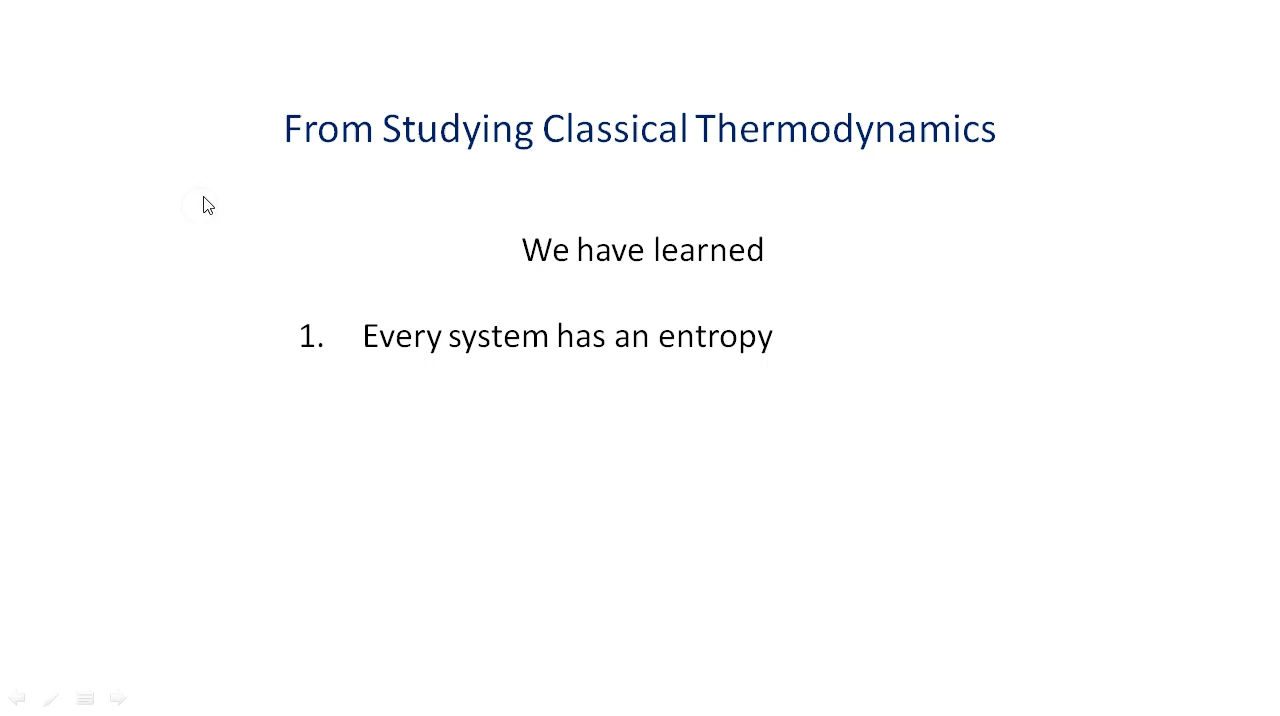 From Studying Classical Thermodynamics
We have learned
1. Every system has an entropy